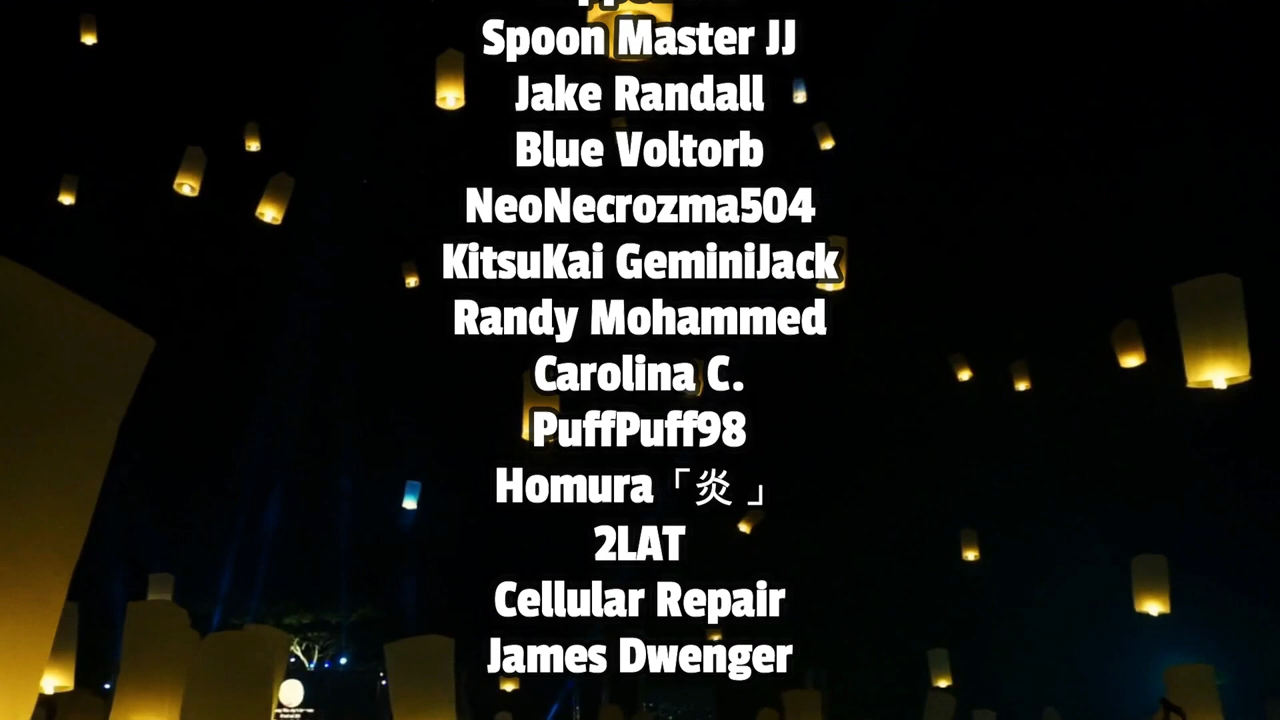 Spoon Master JJ
Jake Randall
Blue Voltorb
NeoNecrozma504
KitsuKai GeminiJack
Randy Mohammed
Carolina C.
PuffPuff98
Homura「炎 」
2LAT
Cellular Repair
James Dwenger